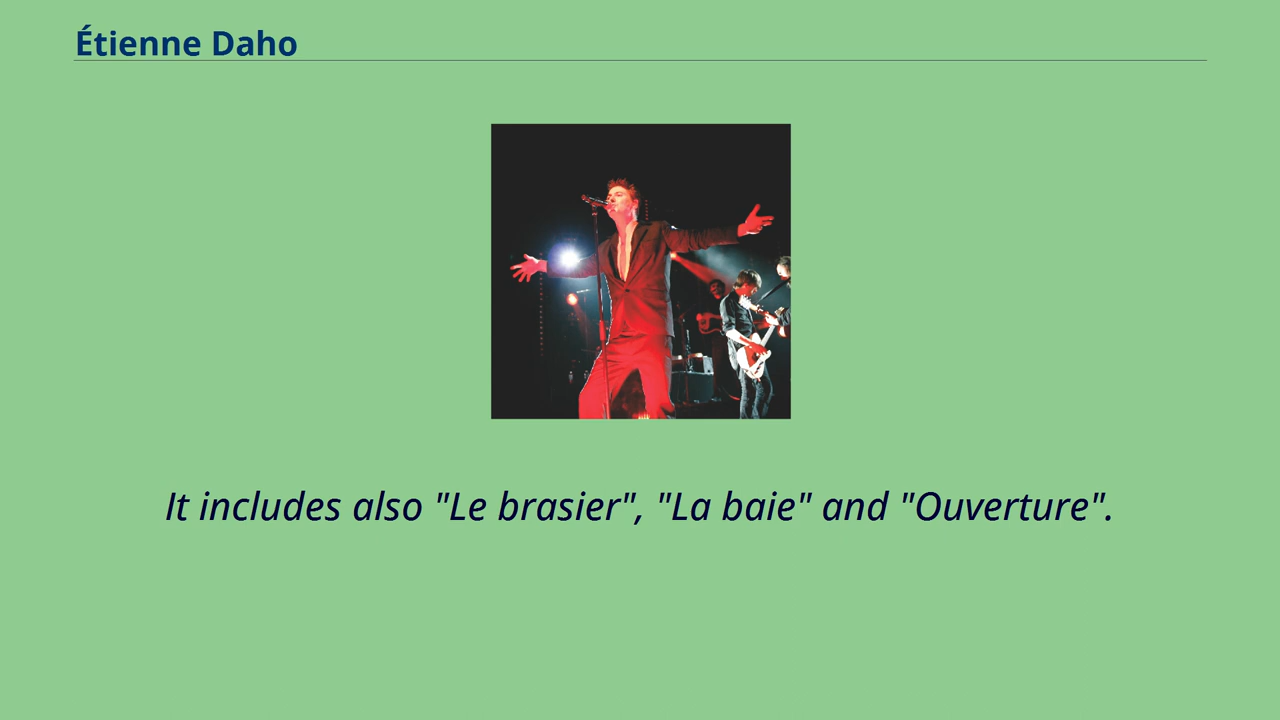 Étienne Daho
It includes also "Le brasier", "La baie" and "Ouverture".